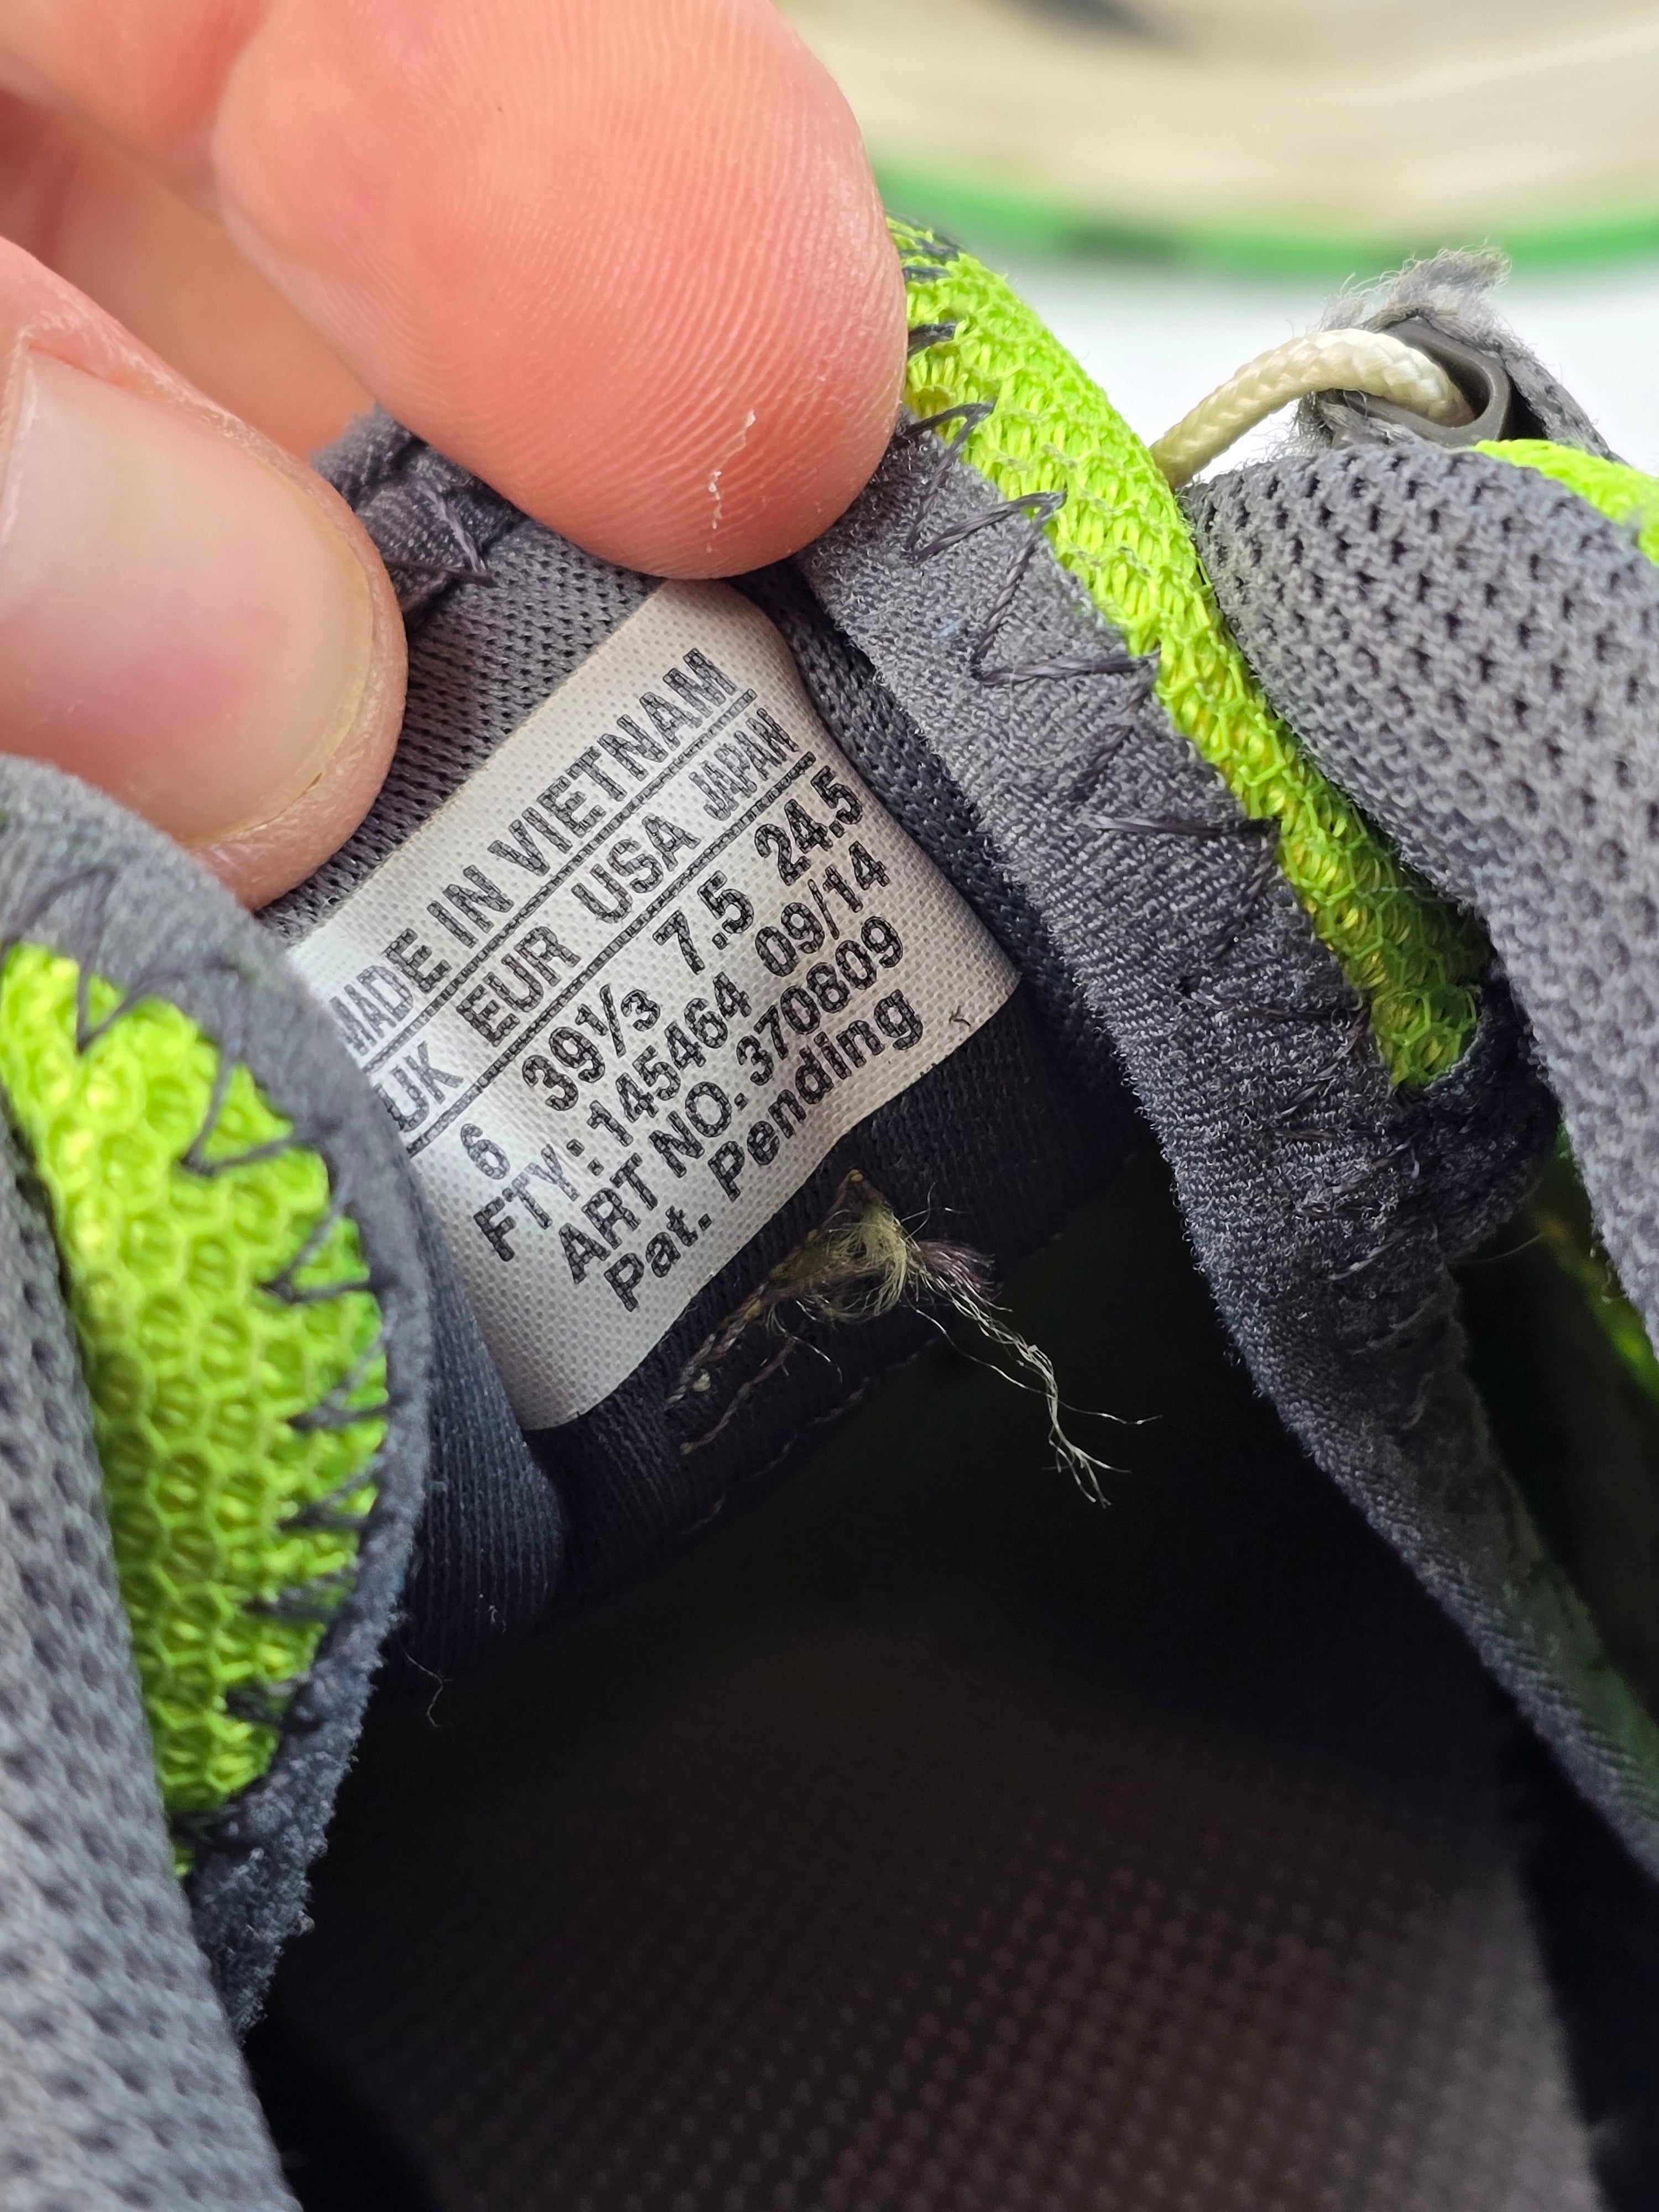 MADE IN VIETNAM
UK EUR USA JAPAN
6 39⅓ 7.5 24.5
FTY: 145464 09/14
ART NO. 370609
Pat. Pending